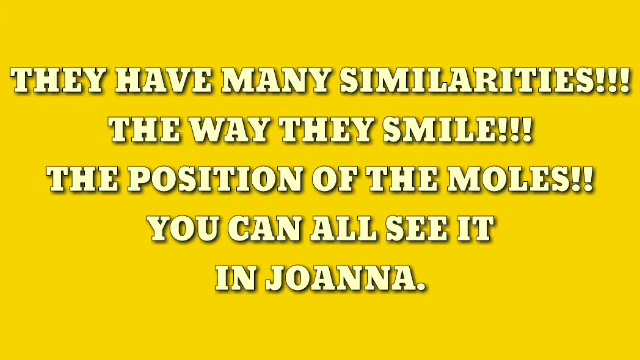 THEY HAVE MANY SIMILARITIES!!!
THE WAY THEY SMILE!!!
THE POSITION OF THE MOLES!!
YOU CAN ALL SEE IT
IN JOANNA.